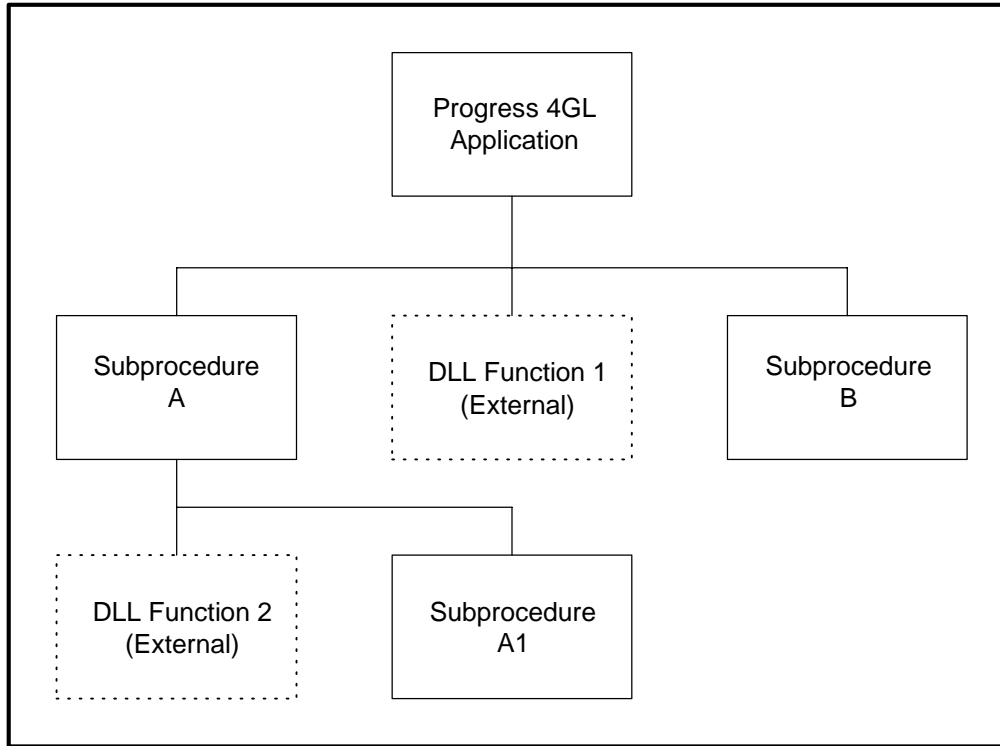 Progress 4GL
Application
Subprocedure
A
DLL Function 1
(External)
Subprocedure
B
DLL Function 2
(External)
Subprocedure
A1